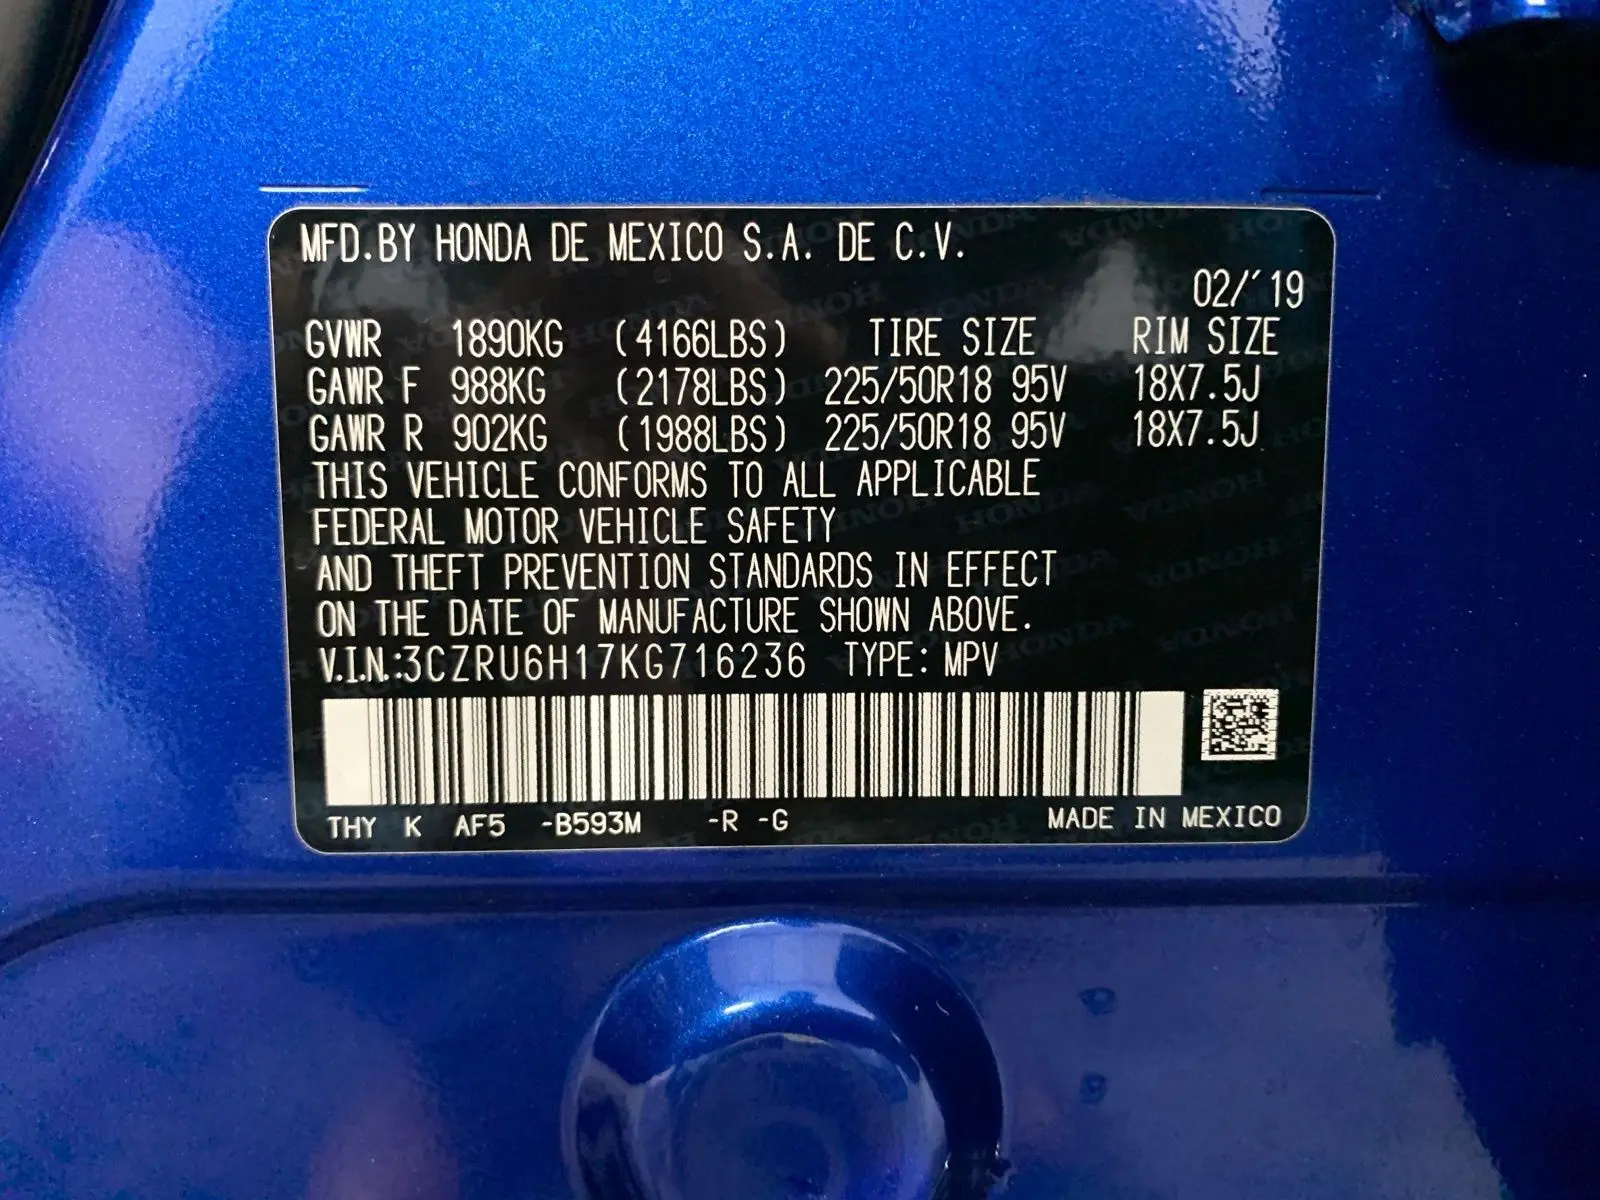 MFD.BY HONDA DE MEXICO S.A. DE C.V.
02/´19
GVWR 1890KG (4166LBS) TIRE SIZE RIM SIZE
GAWR F 988KG (2178LBS) 225/50R18 95V 18X7.5J
GAWR R 902KG (1988LBS) 225/50R18 95V 18X7.5J
THIS VEHICLE CONFORMS TO ALL APPLICABLE
FEDERAL MOTOR VEHICLE SAFETY
AND THEFT PREVENTION STANDARDS IN EFFECT
ON THE DATE OF MANUFACTURE SHOWN ABOVE.
V.I.N.:3CZRU6H17KG716236 TYPE: MPV
THY K AF5 -B593M -R -G MADE IN MEXICO